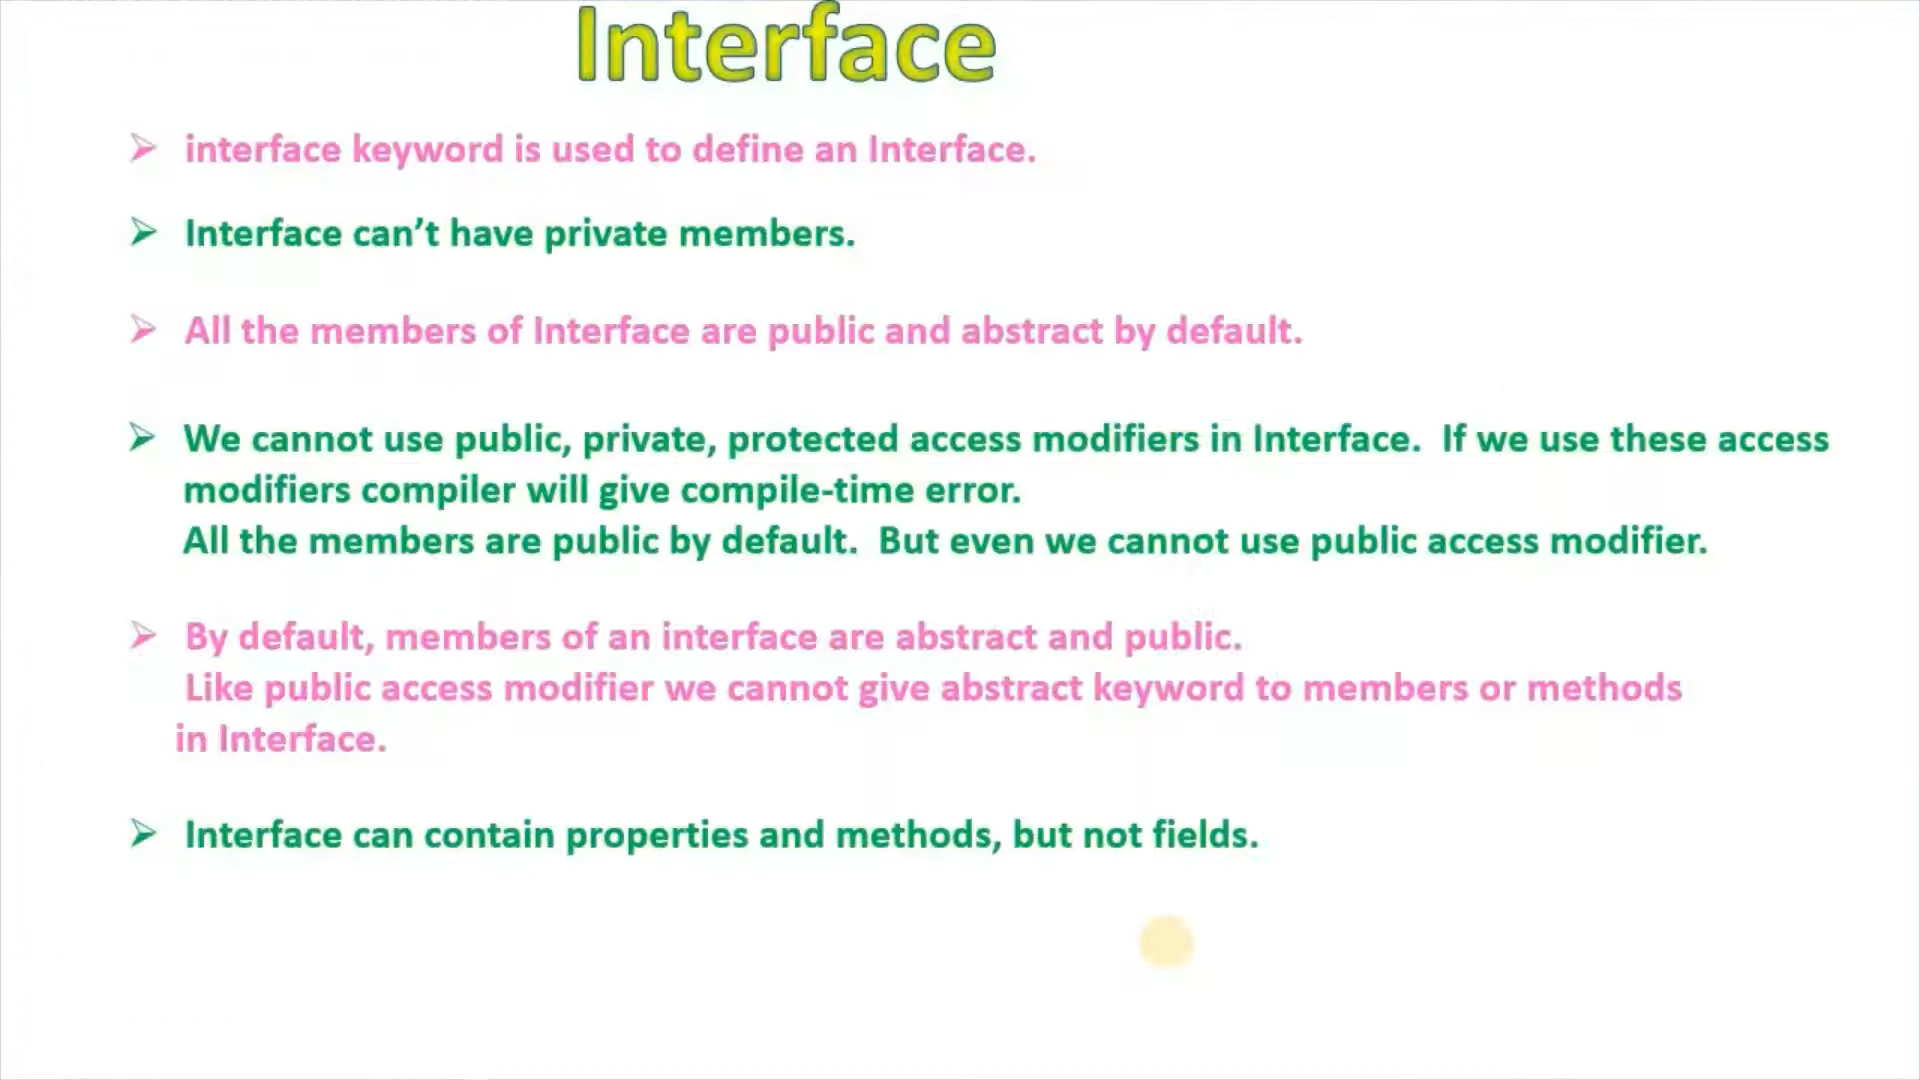 Interface
➢ interface keyword is used to define an Interface.
➢ Interface can’t have private members.
➢ All the members of Interface are public and abstract by default.
➢ We cannot use public, private, protected access modifiers in Interface. If we use these access
modifiers compiler will give compile-time error.
All the members are public by default. But even we cannot use public access modifier.
➢ By default, members of an interface are abstract and public.
Like public access modifier we cannot give abstract keyword to members or methods
in Interface.
➢ Interface can contain properties and methods, but not fields.